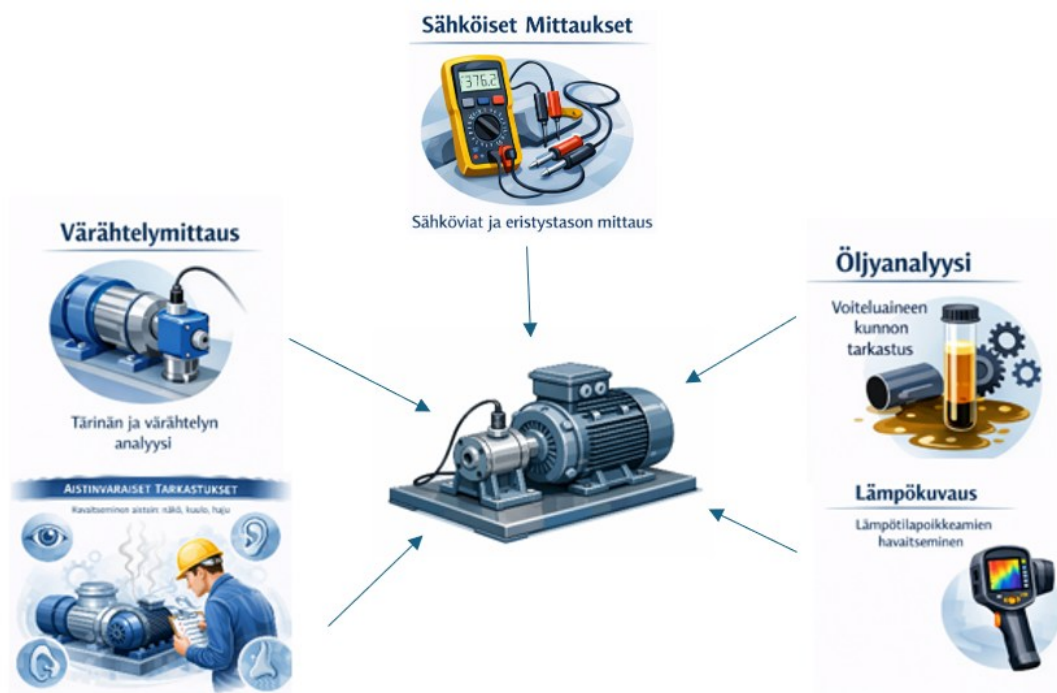 Sähköiset Mittaukset
376.2
Sähköviat ja eristystason mittaus
Värähtelymittaus
Tärinän ja värähtelyn
analyysi
AISTINVARAISET TARKASTUKSET
aistein: näkö, kuulo, haju
Öljyanalyysi
Voiteluaineen
kunnon
tarkastus
Lämpökuvaus
Lämpötilapoikkeamien
havaitseminen